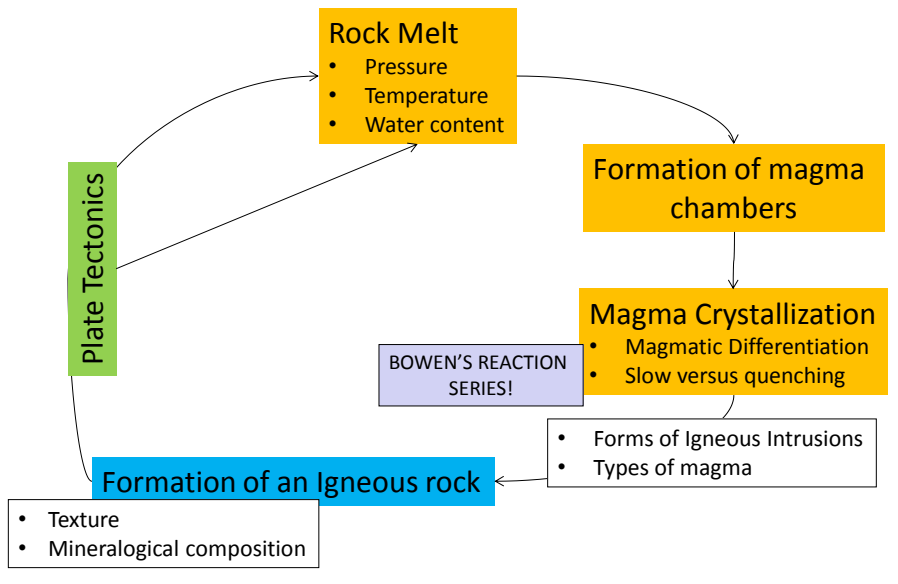 Rock Melt
• Pressure
• Temperature
• Water content
Formation of magma
chambers
Plate Tectonics
Magma Crystallization
• Magmatic Differentiation
• Slow versus quenching
BOWEN'S REACTION
SERIES!
• Forms of Igneous Intrusions
• Types of magma
Formation of an Igneous rock
• Texture
• Mineralogical composition